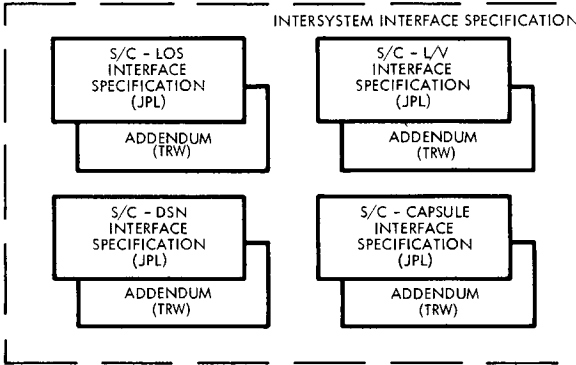 INTERSYSTEM INTERFACE SPECIFICATION
S/C - LOS
INTERFACE
SPECIFICATION
(JPL)
ADDENDUM
(TRW)
S/C - L/V
INTERFACE
SPECIFICATION
(JPL)
ADDENDUM
(TRW)
S/C - DSN
INTERFACE
SPECIFICATION
(JPL)
ADDENDUM
(TRW)
S/C - CAPSULE
INTERFACE
SPECIFICATION
(JPL)
ADDENDUM
(TRW)